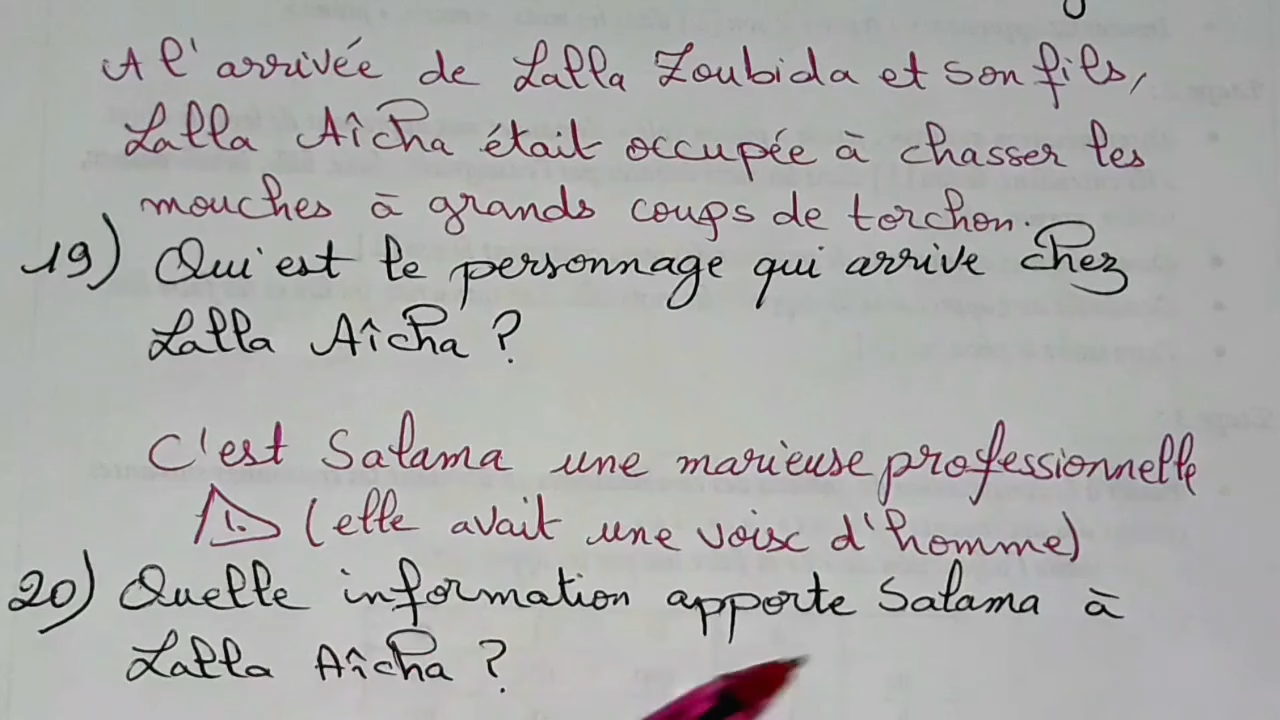 A l'arrivée de Lalla Zoubida et son fils,
Lalla Aîcha était occupée à chasser les
mouches à grands coups de torchon.
19) Qui est le personnage qui arrive chez
Lalla Aîcha ?
C'est Salama une marieuse professionnelle
⚠ (elle avait une voix d'homme)
20) Quelle information apporte Salama à
Lalla Aîcha ?